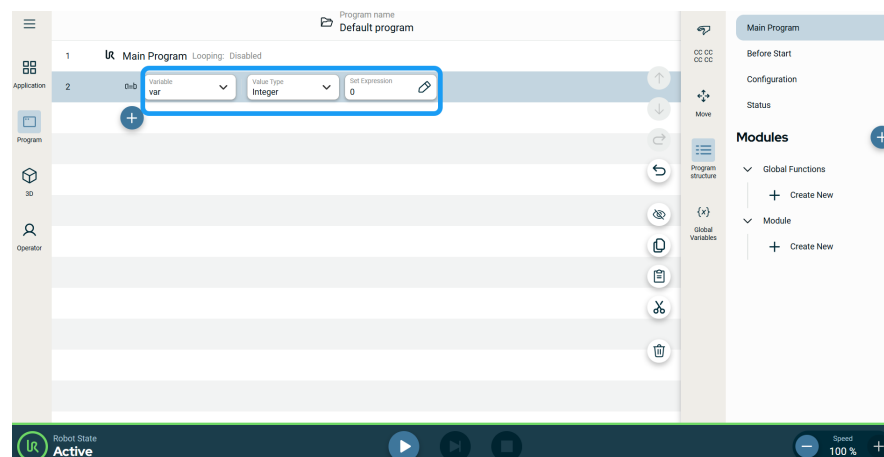 Program name
Default program
1 Main Program Looping: Disabled
2 a=b Variable var Value Type Integer Set Expression 0
Application
Program
3D
Operator
CC CC
CC CC
Move
Program structure
{x}
Global Variables
Main Program
Before Start
Configuration
Status
Modules
Global Functions
Create New
Module
Create New
Robot State
Active
Speed
100 %